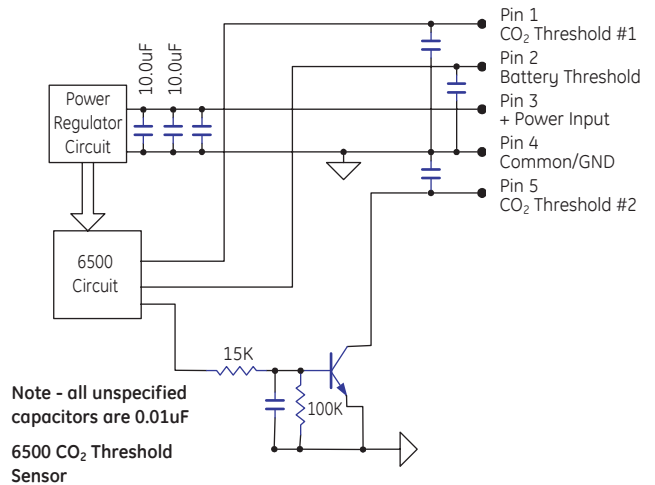 Pin 1
CO₂ Threshold #1
Pin 2
Battery Threshold
Pin 3
+ Power Input
Pin 4
Common/GND
Pin 5
CO₂ Threshold #2
10.0uF
10.0uF
Power
Regulator
Circuit
6500
Circuit
15K
100K
Note - all unspecified
capacitors are 0.01uF
6500 CO₂ Threshold
Sensor